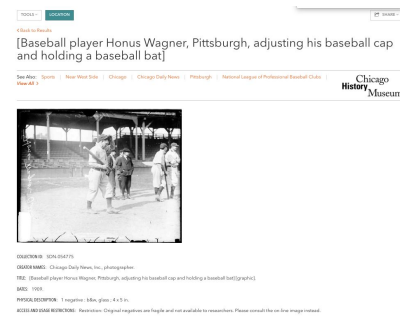 TOOLS
LOCATION
SHARE
Back to Results
[Baseball player Honus Wagner, Pittsburgh, adjusting his baseball cap
and holding a baseball bat]
See Also: Sports | Near West Side | Chicago | Chicago Daily News | Pittsburgh | National League of Professional Baseball Clubs |
View All >
Chicago
History
Museum
COLLECTION ID: SDN-054775
CREATOR NAMES: Chicago Daily News, Inc., photographer.
TITLE: [Baseball player Honus Wagner, Pittsburgh, adjusting his baseball cap and holding a baseball bat][graphic].
DATES: 1909.
PHYSICAL DESCRIPTION: 1 negative : b&w, glass ; 4 x 5 in.
ACCESS AND USAGE RESTRICTIONS: Restriction: Original negatives are fragile and not available to researchers. Please consult the on-line image instead.